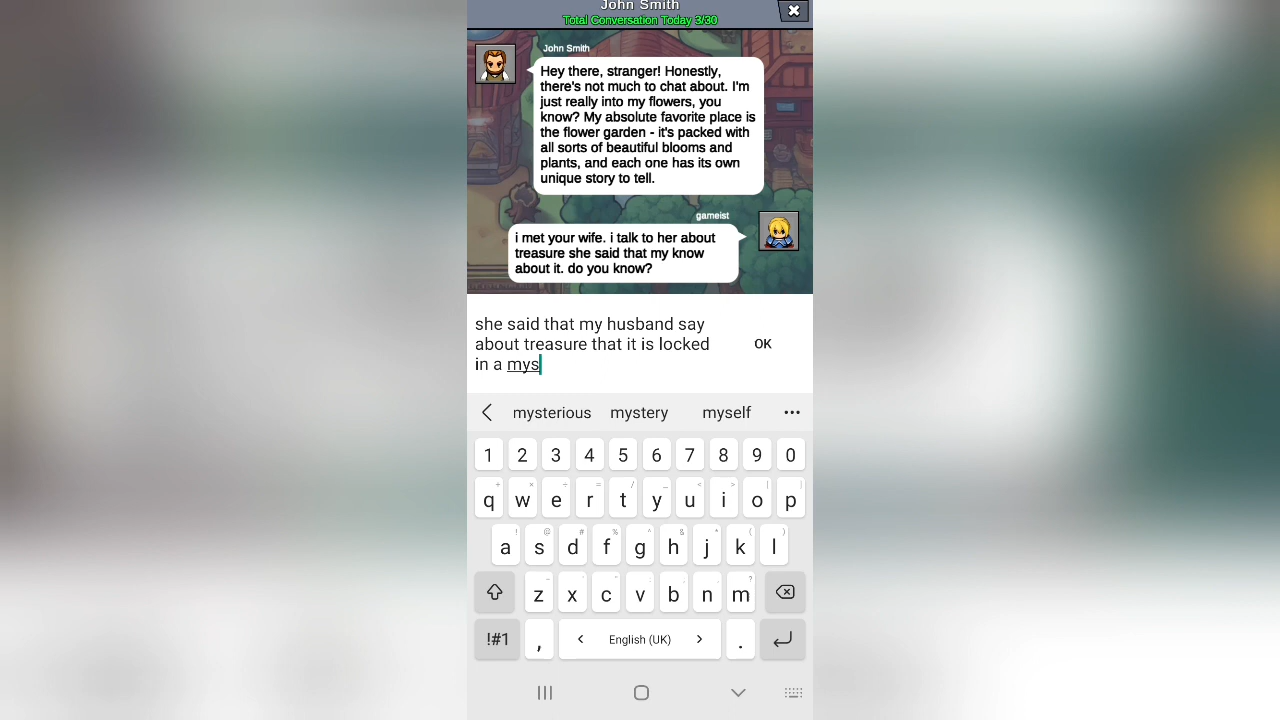 John Smith
Total Conversation Today 3/30
John Smith
Hey there, stranger! Honestly,
there's not much to chat about. I'm
just really into my flowers, you
know? My absolute favorite place is
the flower garden - it's packed with
all sorts of beautiful blooms and
plants, and each one has its own
unique story to tell.
gameist
i met your wife. i talk to her about
treasure she said that my know
about it. do you know?
she said that my husband say
about treasure that it is locked
in a mys
OK
mysterious mystery myself •••
1 2 3 4 5 6 7 8 9 0
q w e r t y u i o p
a s d f g h j k l
z x c v b n m
!#1 , < English (UK) > .